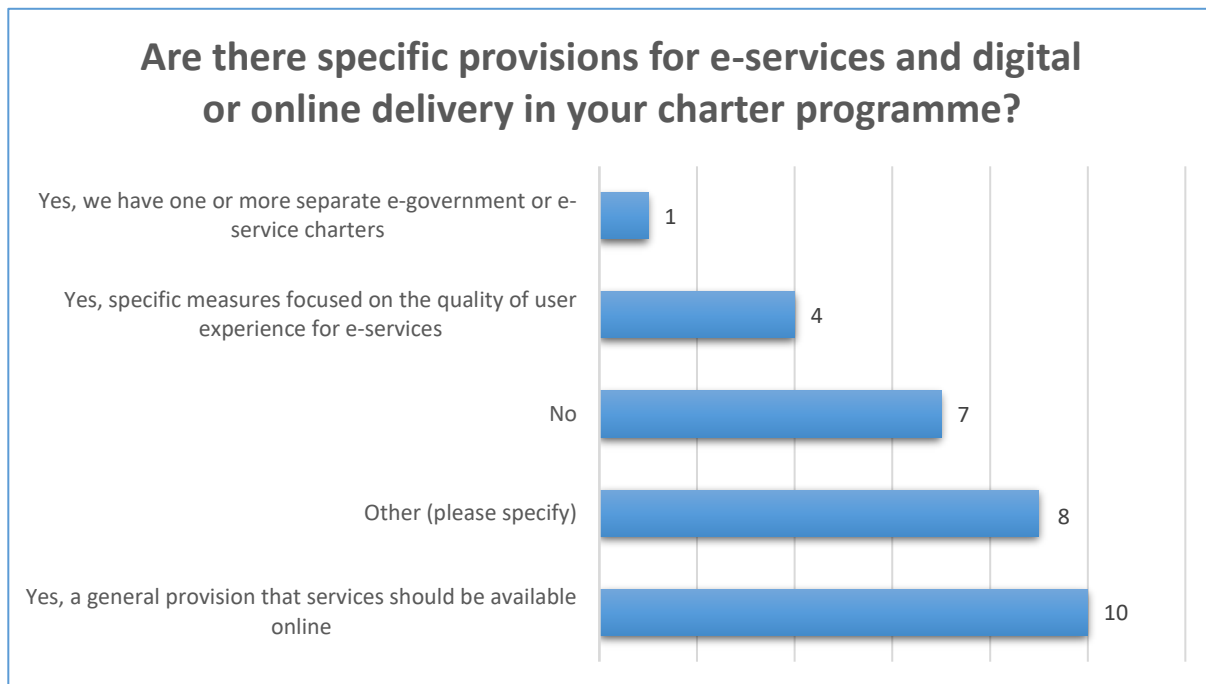 Are there specific provisions for e-services and digital
or online delivery in your charter programme?
Yes, we have one or more separate e-government or e-
service charters
1
Yes, specific measures focused on the quality of user
experience for e-services
4
No
7
Other (please specify)
8
Yes, a general provision that services should be available
online
10